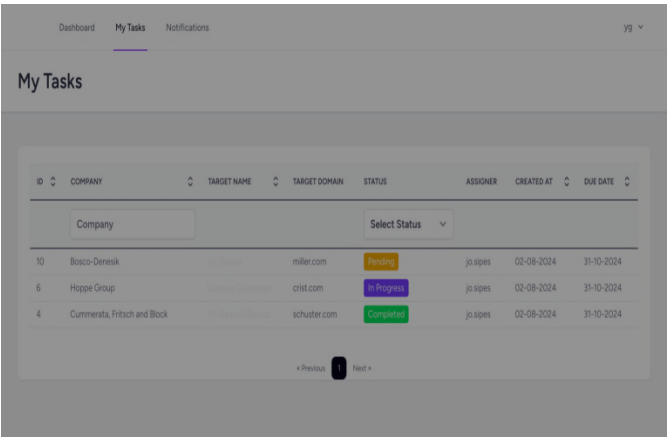 Dashboard My Tasks Notifications yg
My Tasks
ID COMPANY TARGET NAME TARGET DOMAIN STATUS ASSIGNER CREATED AT DUE DATE
Company Select Status
10 Bosco-Denesik miller.com Pending jo.sipes 02-08-2024 31-10-2024
6 Hoppe Group crist.com In Progress jo.sipes 02-08-2024 31-10-2024
4 Cummerata, Fritsch and Block schuster.com Completed jo.sipes 02-08-2024 31-10-2024
« Previous 1 Next »